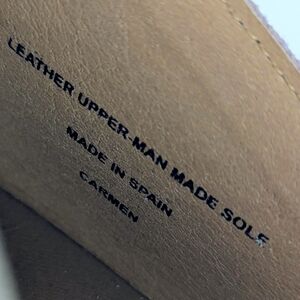 LEATHER UPPER-MAN MADE SOLE
MADE IN SPAIN
CARMEN